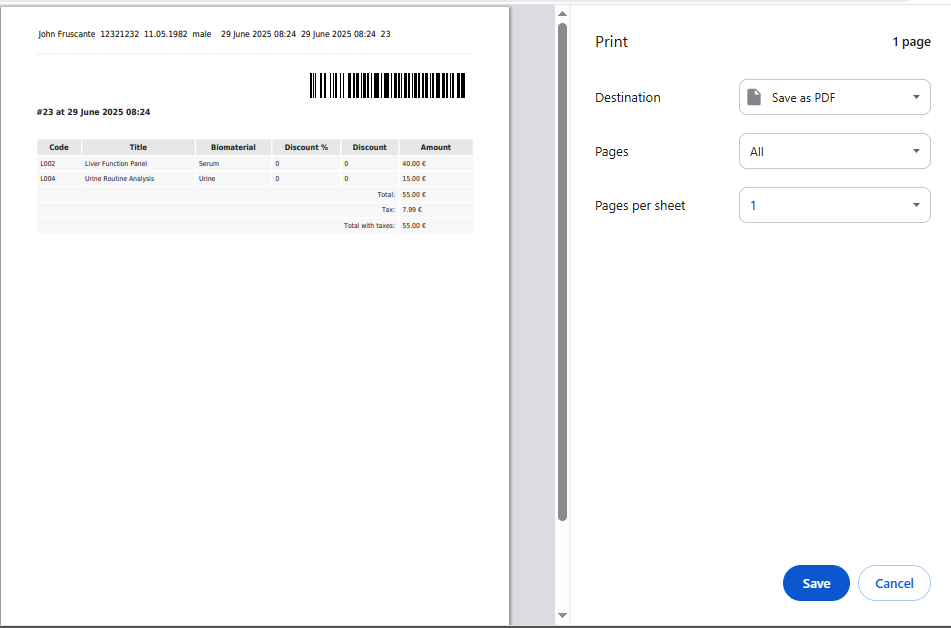 John Fruscante 12321232 11.05.1982 male 29 June 2025 08:24 29 June 2025 08:24 23
#23 at 29 June 2025 08:24
Code Title Biomaterial Discount % Discount Amount
L002 Liver Function Panel Serum 0 0 40.00 €
L004 Urine Routine Analysis Urine 0 0 15.00 €
Total: 55.00 €
Tax: 7.99 €
Total with taxes: 55.00 €
Print 1 page
Destination Save as PDF
Pages All
Pages per sheet 1
Save Cancel